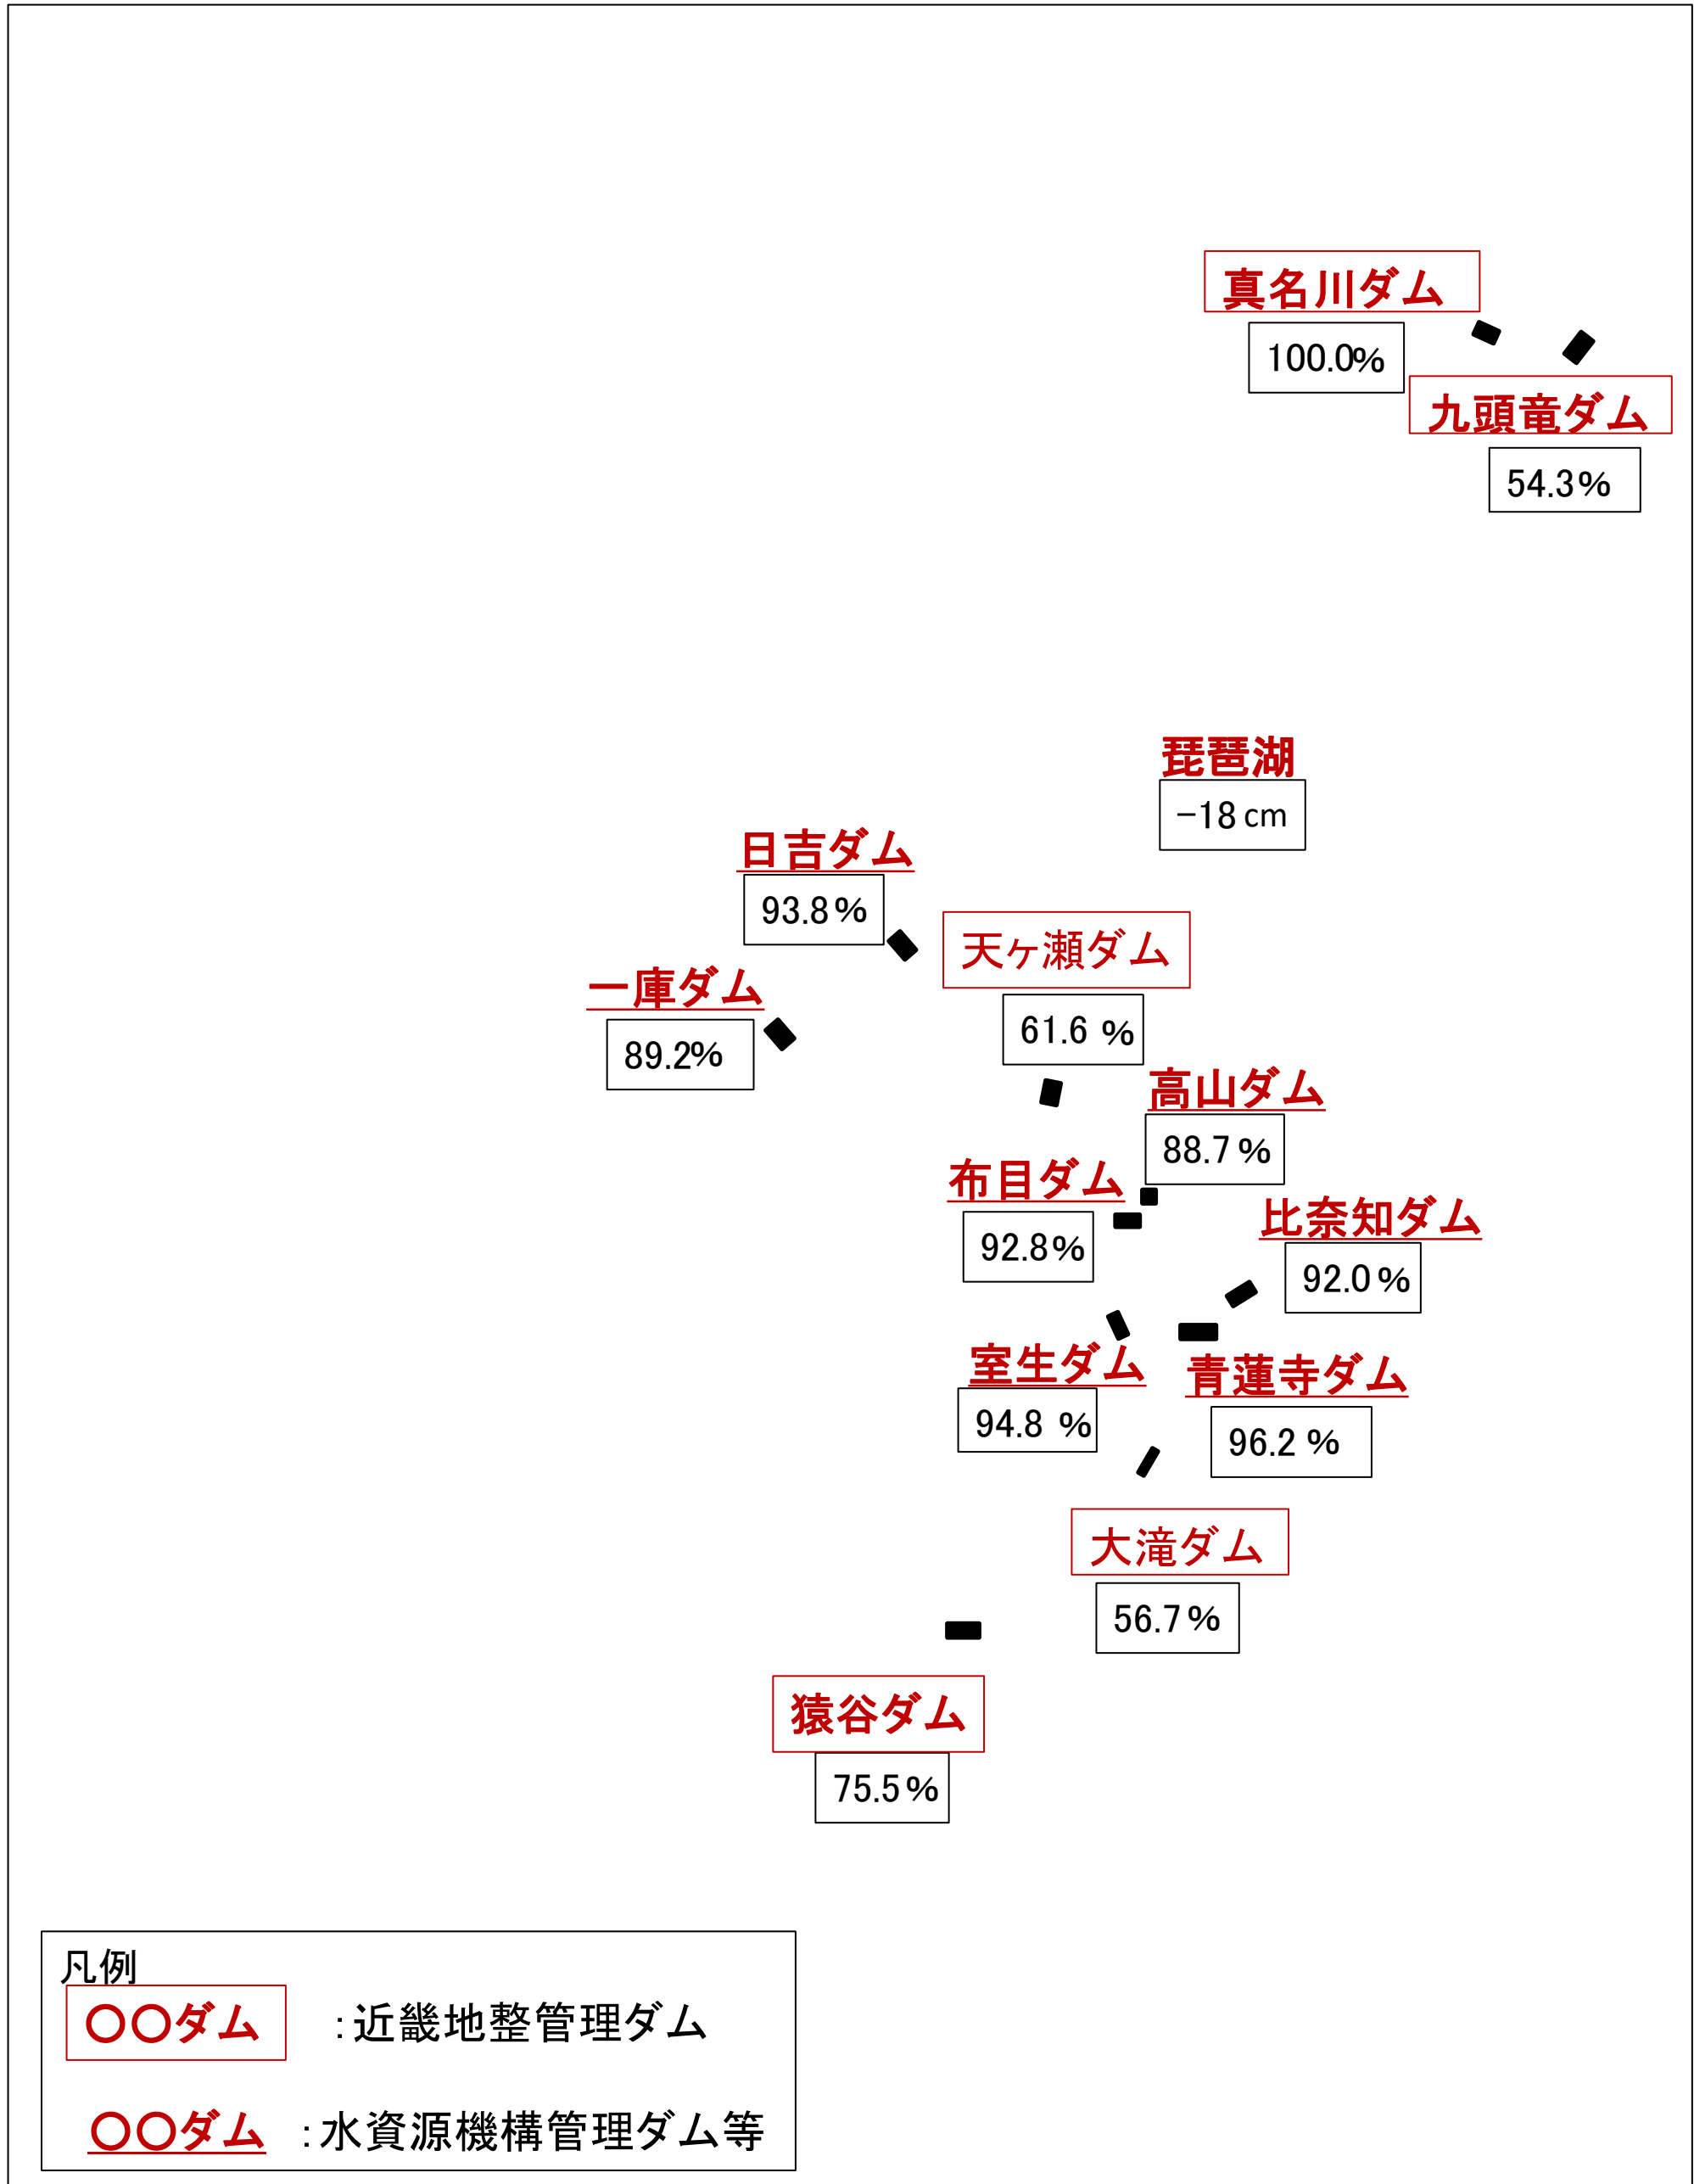 真名川ダム
100.0%
九頭竜ダム
54.3%
琵琶湖
-18 cm
日吉ダム
93.8%
天ヶ瀬ダム
61.6 %
一庫ダム
89.2%
高山ダム
88.7%
布目ダム
92.8%
比奈知ダム
92.0%
室生ダム
94.8 %
青蓮寺ダム
96.2 %
大滝ダム
56.7%
猿谷ダム
75.5%
凡例
〇〇ダム :近畿地整管理ダム
〇〇ダム :水資源機構管理ダム等